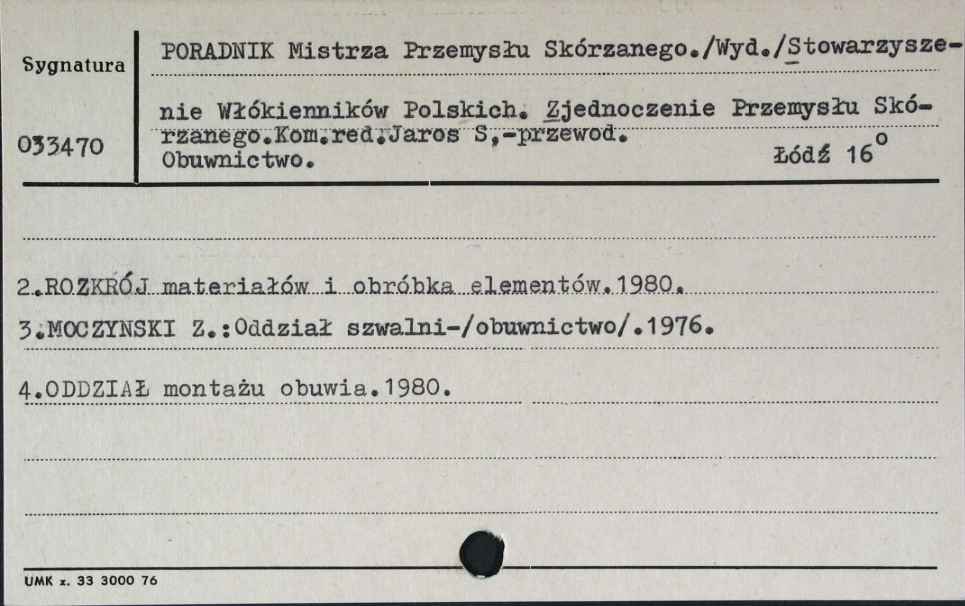 PORADNIK Mistrza Przemysłu Skórzanego./Wyd./Stowarzysze-
Sygnatura
nie Włókienników Polskich. Zjednoczenie Przemysłu Skó-
033470
rzanego.Kom.red.Jaros S,-przewod.
Obuwnictwo. Łódź 16°
2.ROZKRÓJ materiałów i obróbka elementów.1980.
3.MOCZYNSKI Z.:Oddział szwalni-/obuwnictwo/.1976.
4.ODDZIAŁ montażu obuwia.1980.
UMK z. 33 3000 76